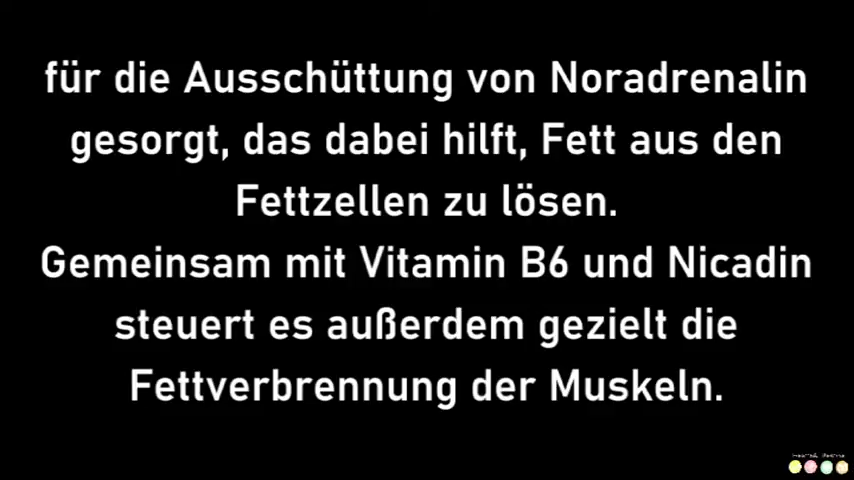 für die Ausschüttung von Noradrenalin
gesorgt, das dabei hilft, Fett aus den
Fettzellen zu lösen.
Gemeinsam mit Vitamin B6 und Nicadin
steuert es außerdem gezielt die
Fettverbrennung der Muskeln.